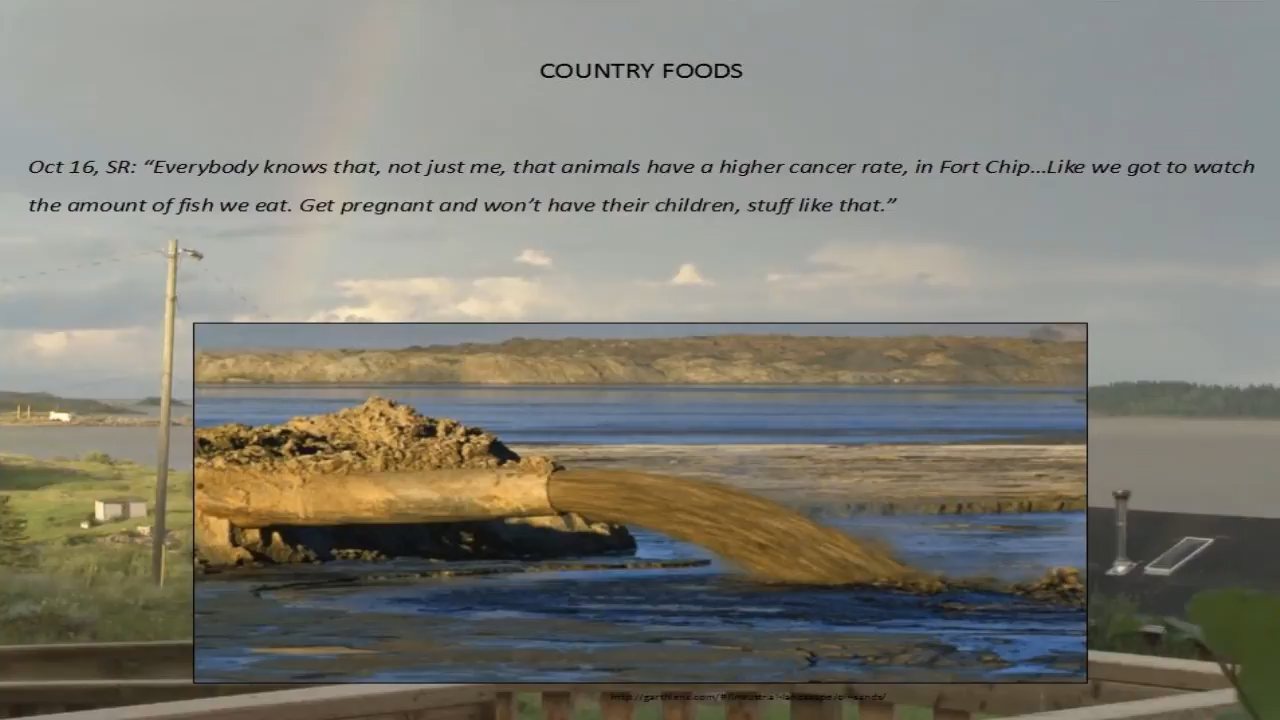 COUNTRY FOODS
Oct 16, SR: “Everybody knows that, not just me, that animals have a higher cancer rate, in Fort Chip...Like we got to watch
the amount of fish we eat. Get pregnant and won’t have their children, stuff like that.”